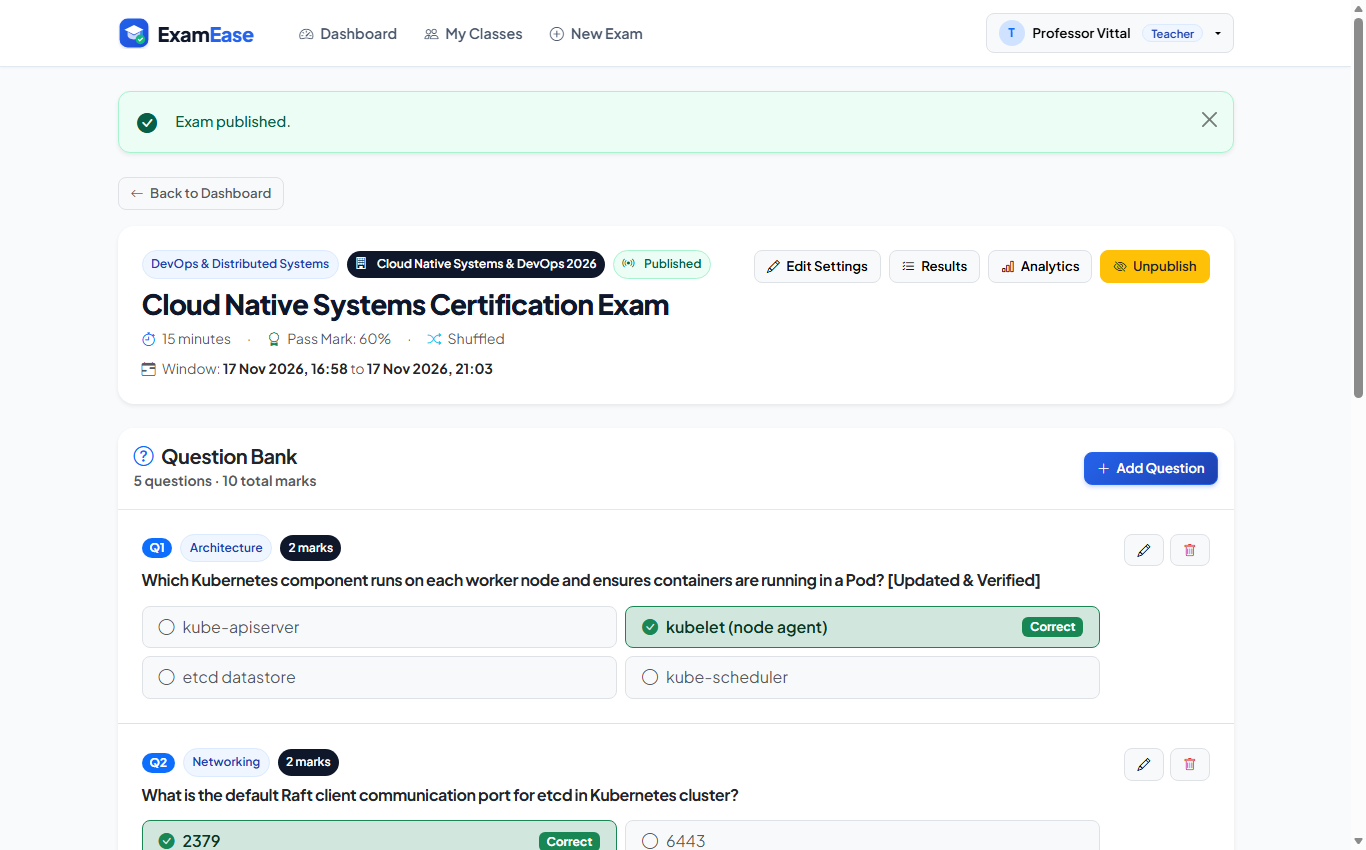 ExamEase Dashboard My Classes New Exam T Professor Vittal Teacher
Exam published.
Back to Dashboard
DevOps & Distributed Systems Cloud Native Systems & DevOps 2026 Published Edit Settings Results Analytics Unpublish
Cloud Native Systems Certification Exam
15 minutes · Pass Mark: 60% · Shuffled
Window: 17 Nov 2026, 16:58 to 17 Nov 2026, 21:03
? Question Bank
5 questions · 10 total marks
+ Add Question
Q1 Architecture 2 marks
Which Kubernetes component runs on each worker node and ensures containers are running in a Pod? [Updated & Verified]
kube-apiserver
kubelet (node agent) Correct
etcd datastore
kube-scheduler
Q2 Networking 2 marks
What is the default Raft client communication port for etcd in Kubernetes cluster?
2379 Correct
6443